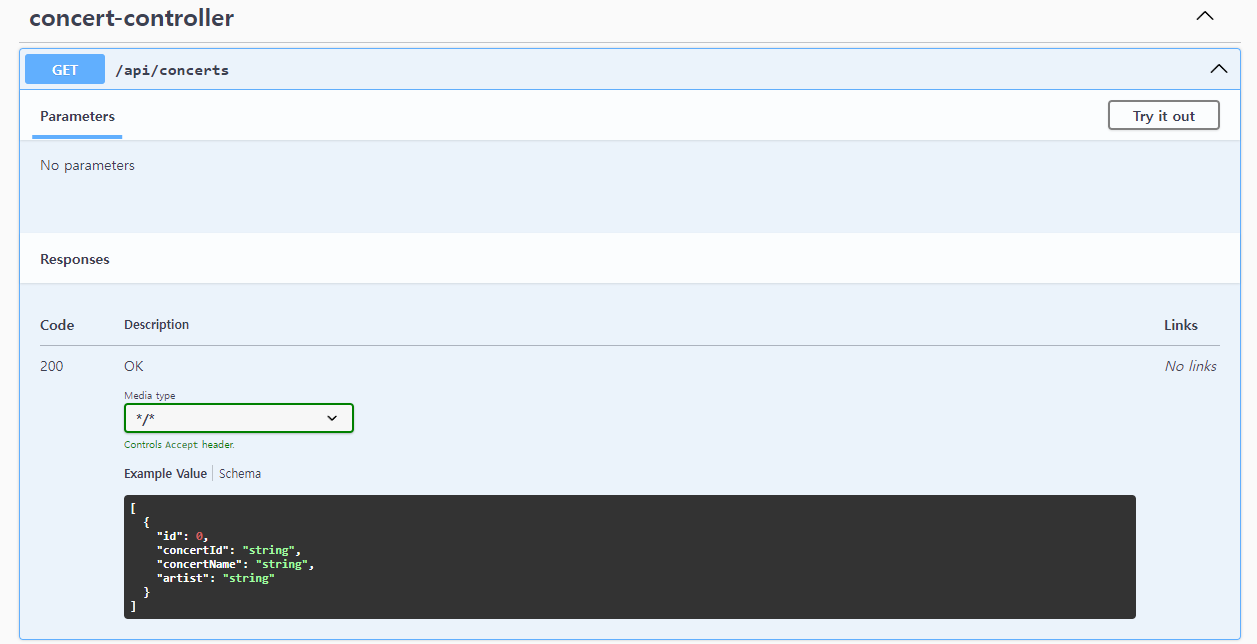 concert-controller
GET /api/concerts
Parameters
Try it out
No parameters
Responses
Code Description Links
200 OK No links
Media type
*/*
Controls Accept header.
Example Value Schema
[
  {
    "id": 0,
    "concertId": "string",
    "concertName": "string",
    "artist": "string"
  }
]